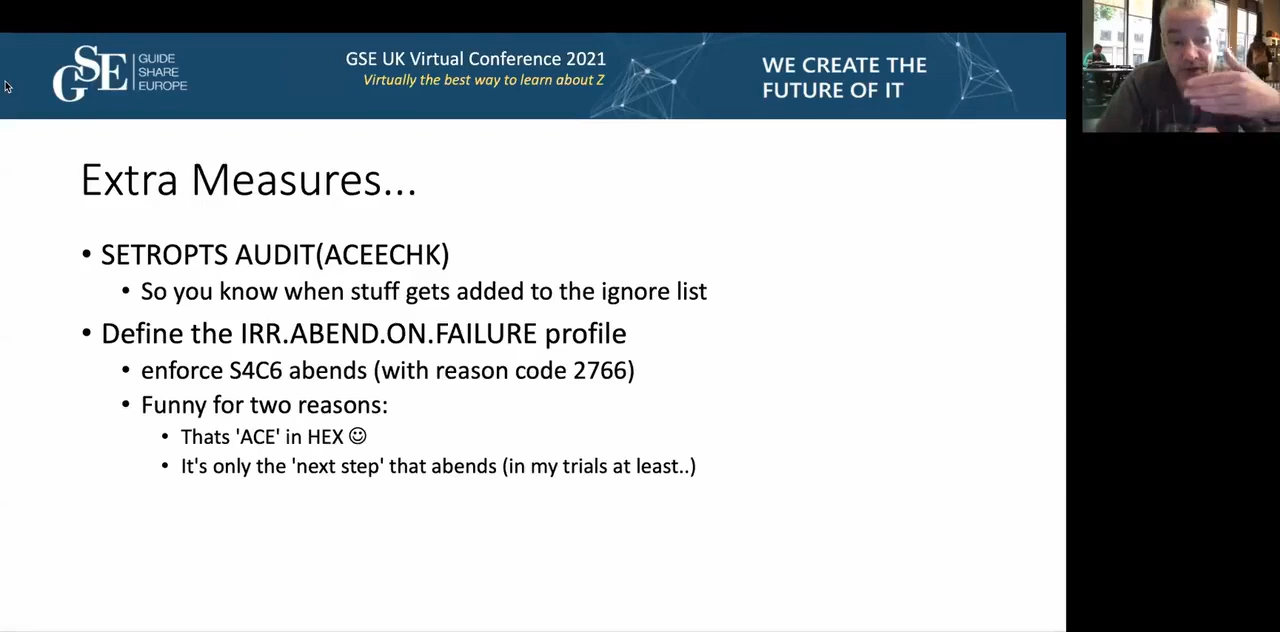 GSE
GUIDE
SHARE
EUROPE
GSE UK Virtual Conference 2021
Virtually the best way to learn about Z
WE CREATE THE
FUTURE OF IT
Extra Measures...
• SETROPTS AUDIT(ACEECHK)
• So you know when stuff gets added to the ignore list
• Define the IRR.ABEND.ON.FAILURE profile
• enforce S4C6 abends (with reason code 2766)
• Funny for two reasons:
• Thats 'ACE' in HEX ☺
• It's only the 'next step' that abends (in my trials at least..)